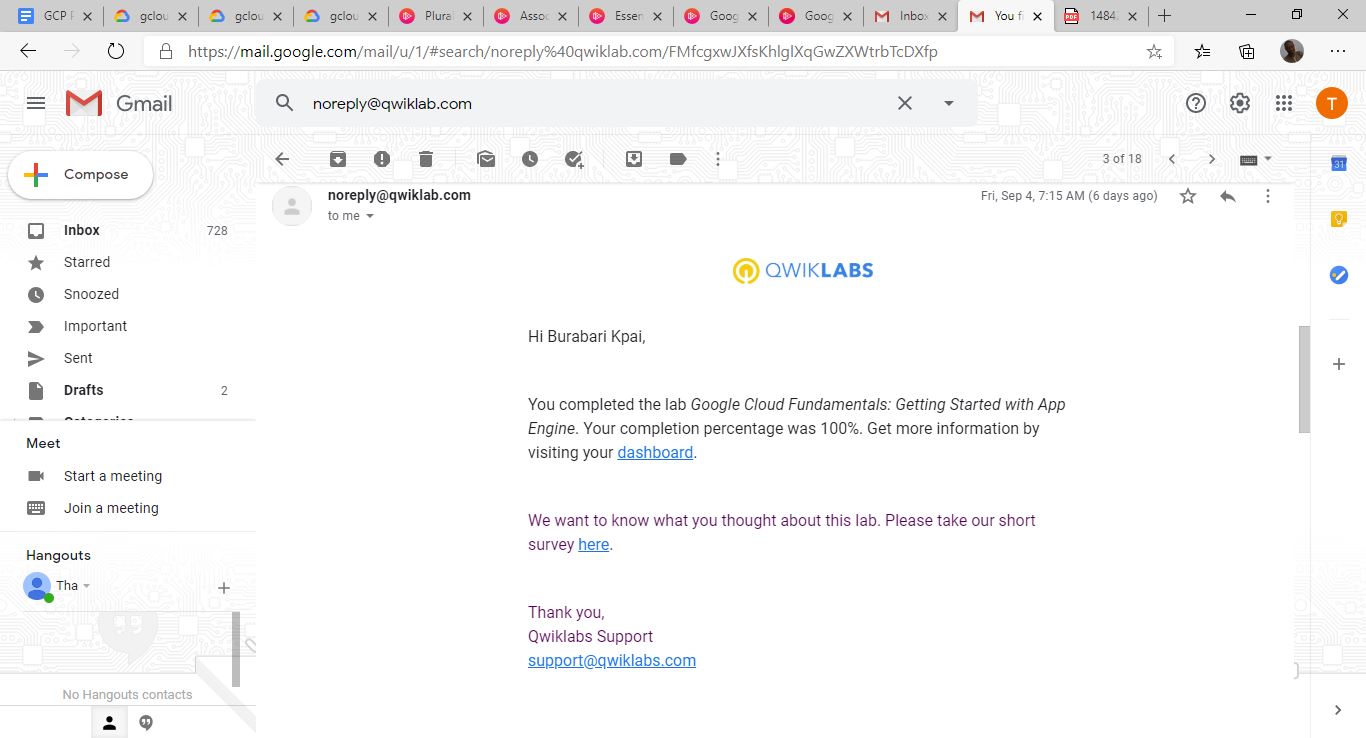 GCP
gclou
gclou
gclou
Plural
Assoc
Essen
Goog
Goog
Inbox
You fi
1484
https://mail.google.com/mail/u/1/#search/noreply%40qwiklab.com/FMfcgxwJXfsKhlglXqGwZXWtrbTcDXfp
Gmail
noreply@qwiklab.com
T
Compose
3 of 18
31
noreply@qwiklab.com
Fri, Sep 4, 7:15 AM (6 days ago)
to me
Inbox 728
Starred
Snoozed
Important
Sent
Drafts 2
Categories
Meet
Start a meeting
Join a meeting
Hangouts
Tha
No Hangouts contacts
QWIKLABS
Hi Burabari Kpai,
You completed the lab Google Cloud Fundamentals: Getting Started with App
Engine. Your completion percentage was 100%. Get more information by
visiting your dashboard.
We want to know what you thought about this lab. Please take our short
survey here.
Thank you,
Qwiklabs Support
support@qwiklabs.com